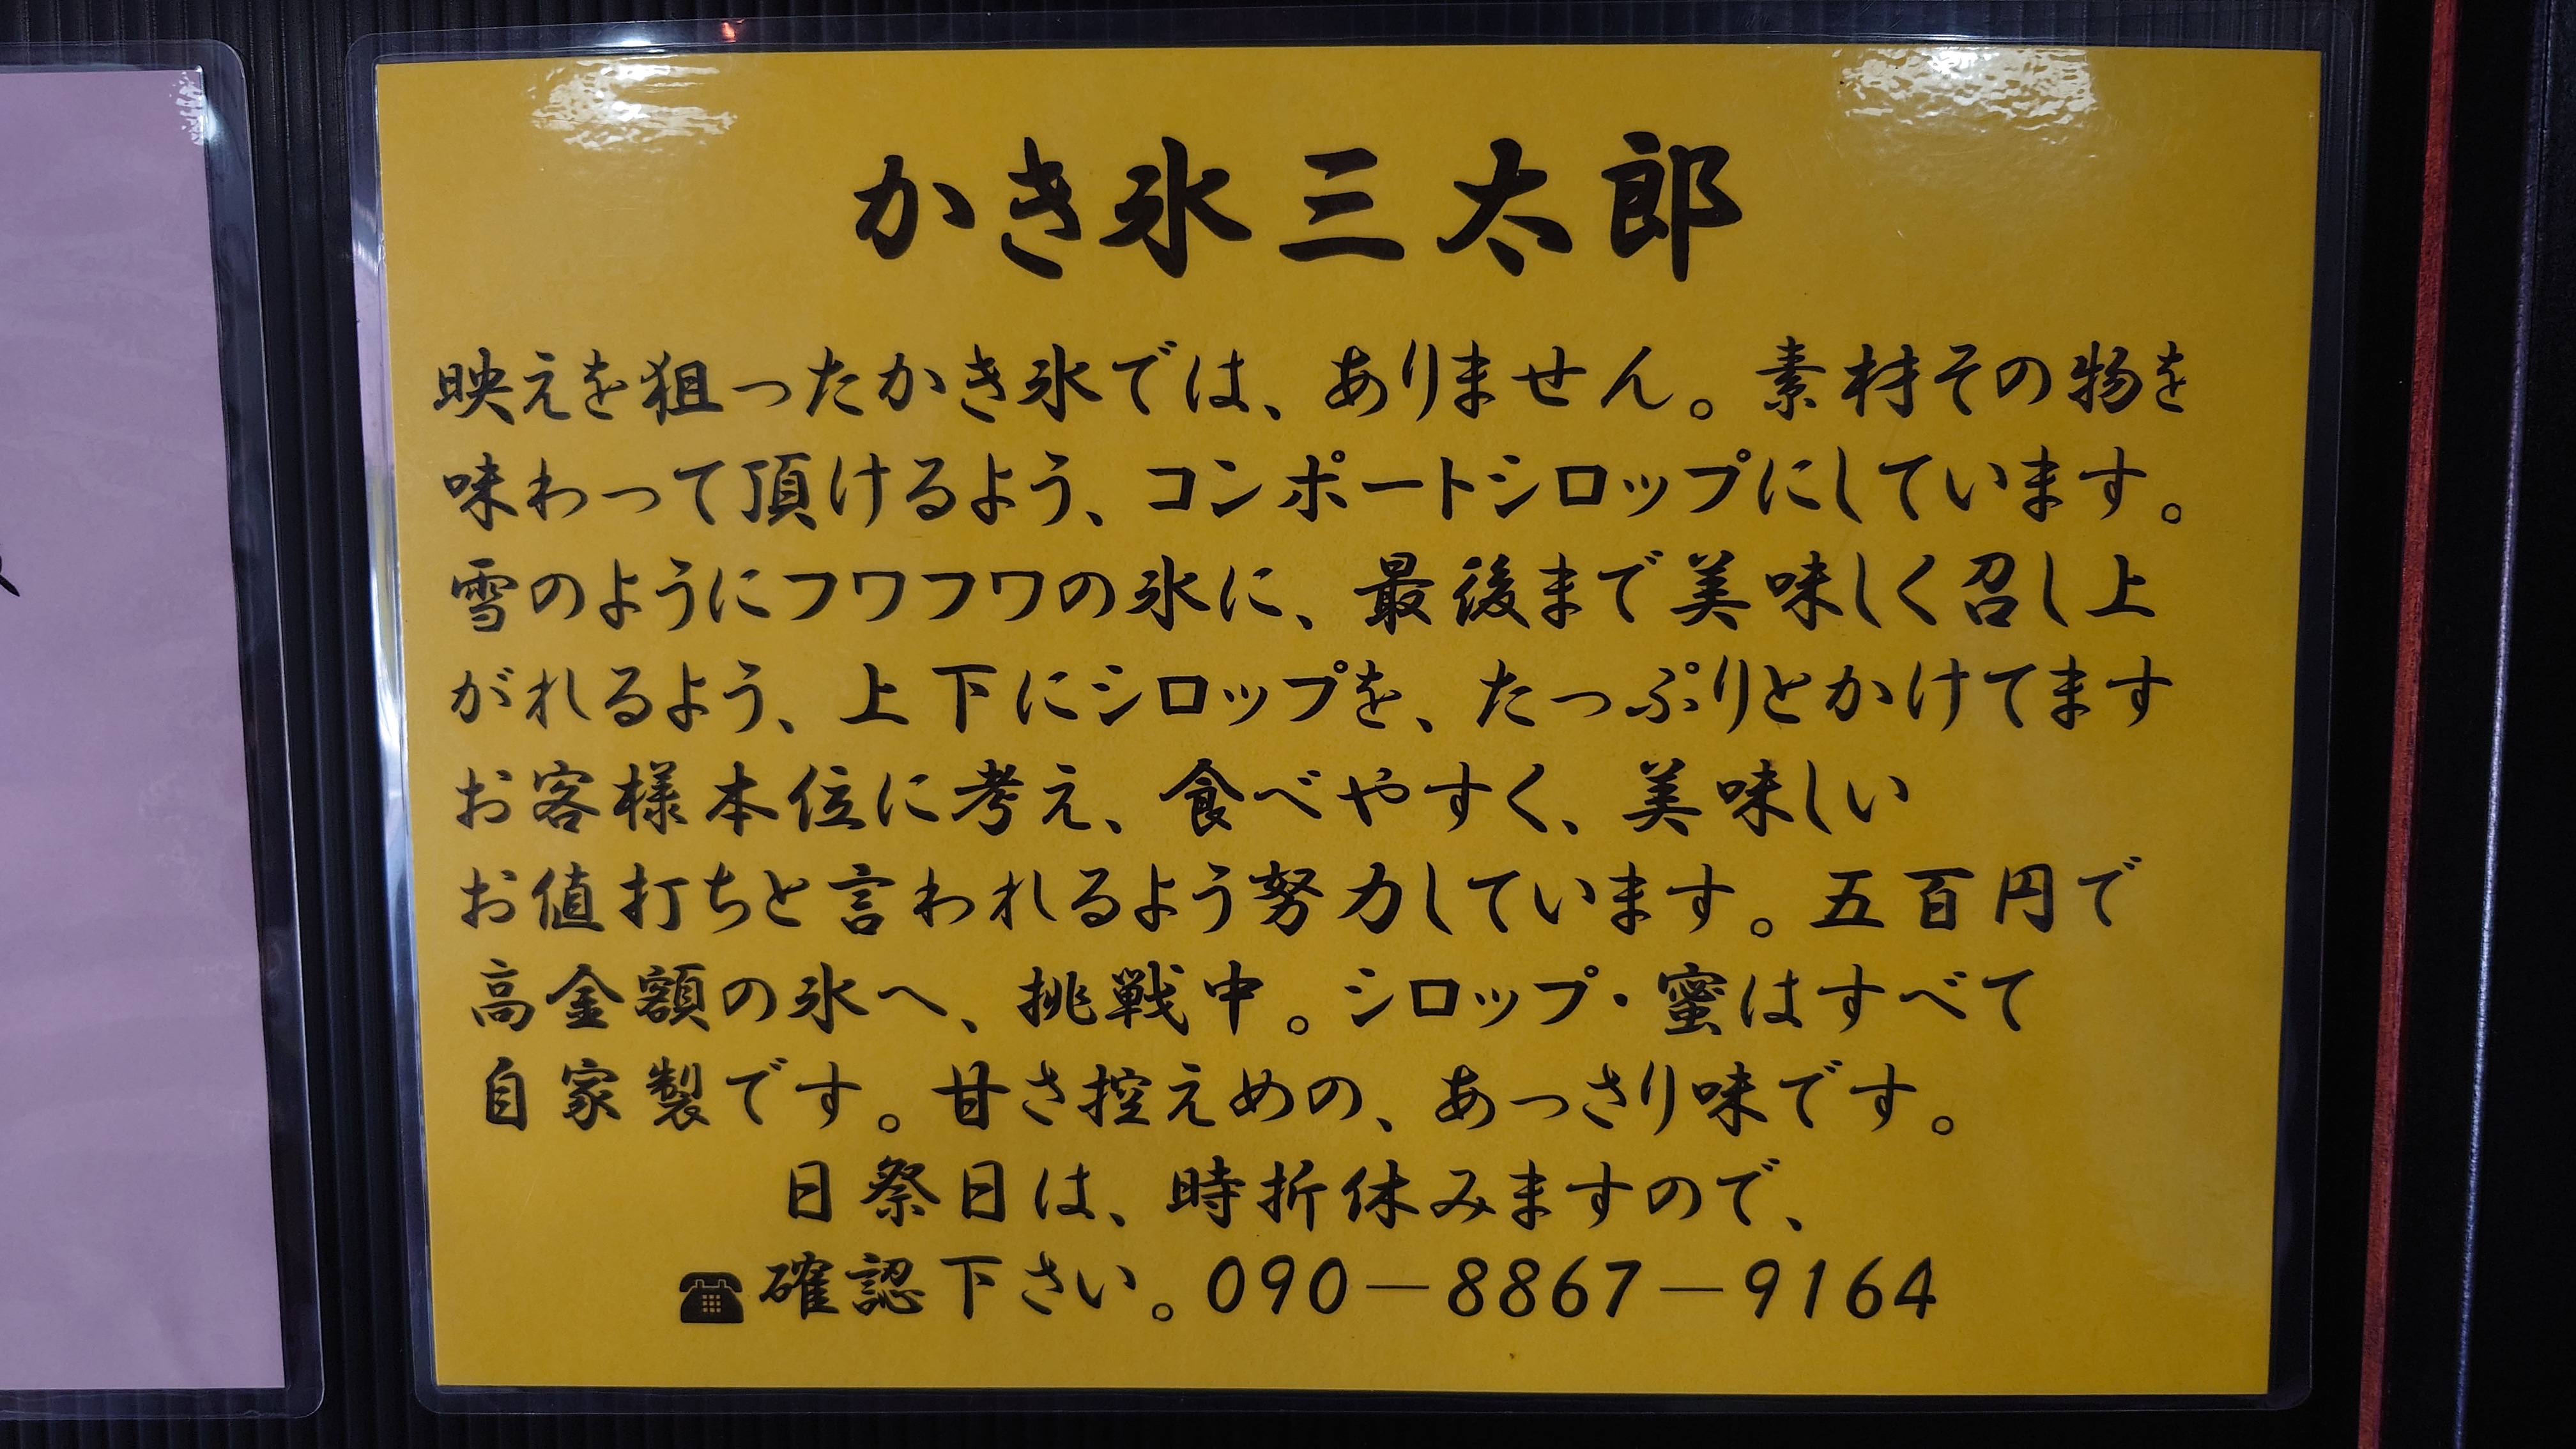 かき氷三太郎
映えを狙ったかき氷では、ありません。素材その物を
味わって頂けるよう、コンポートシロップにしています。
雪のようにフワフワの氷に、最後まで美味しく召し上
がれるよう、上下にシロップを、たっぷりとかけてます
お客様本位に考え、食べやすく、美味しい
お値打ちと言われるよう努力しています。五百円で
高金額の氷へ、挑戦中。シロップ・蜜はすべて
自家製です。甘さ控えめの、あっさり味です。
日祭日は、時折休みますので、
☎確認下さい。090－8867－9164